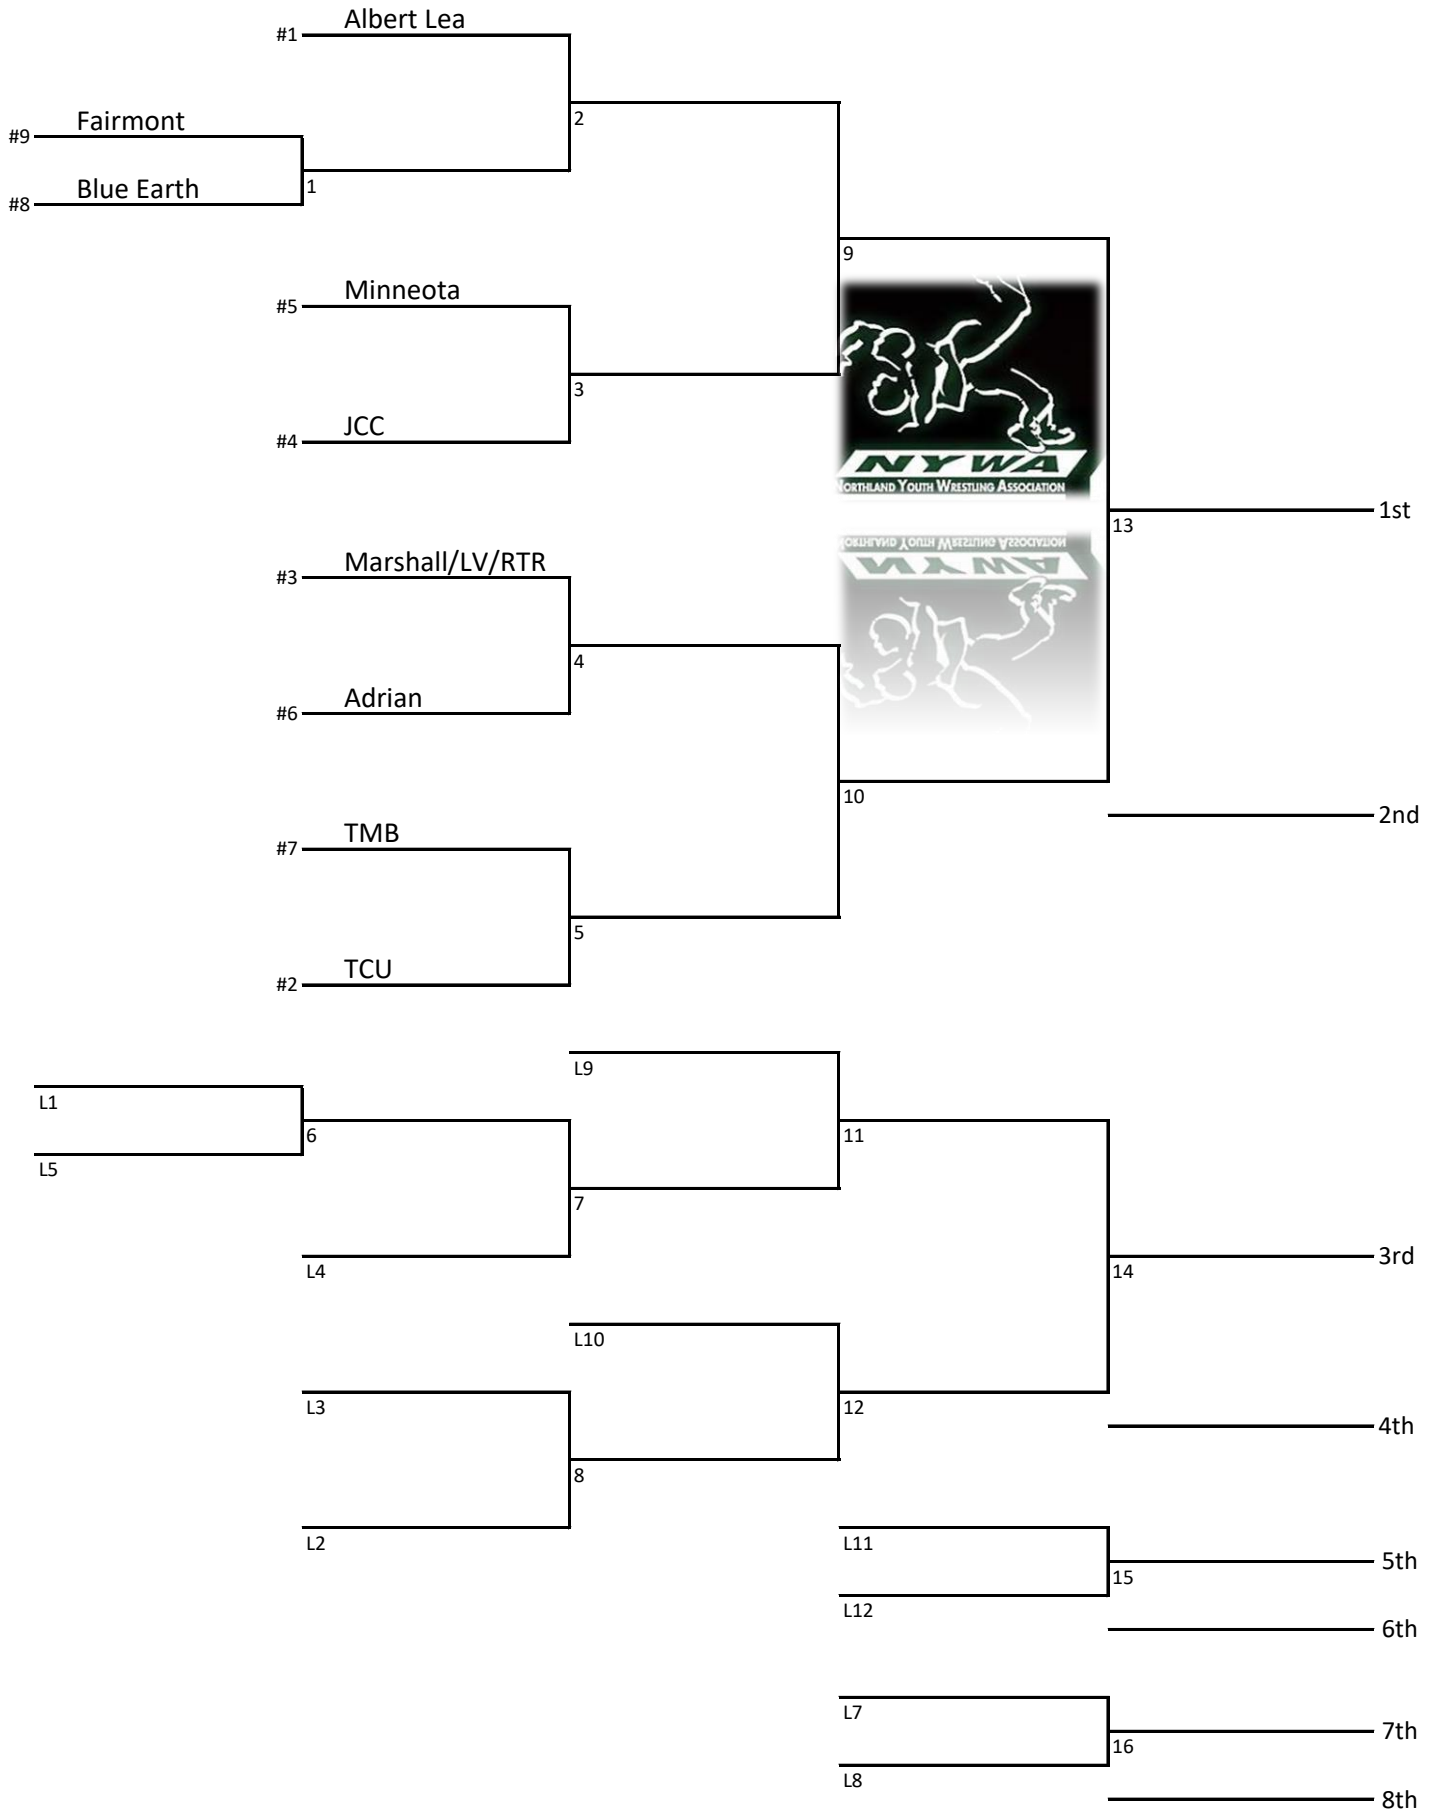 #1 Albert Lea
2
#9 Fairmont
1
#8 Blue Earth
9
#5 Minneota
3
#4 JCC
NYWA
NORTHLAND YOUTH WRESTLING ASSOCIATION
13
1st
#3 Marshall/LV/RTR
4
#6 Adrian
10
2nd
#7 TMB
5
#2 TCU
L9
L1
6
11
L5
7
L4
14
3rd
L10
L3
12
4th
8
L2
L11
15
5th
L12
6th
L7
16
7th
L8
8th